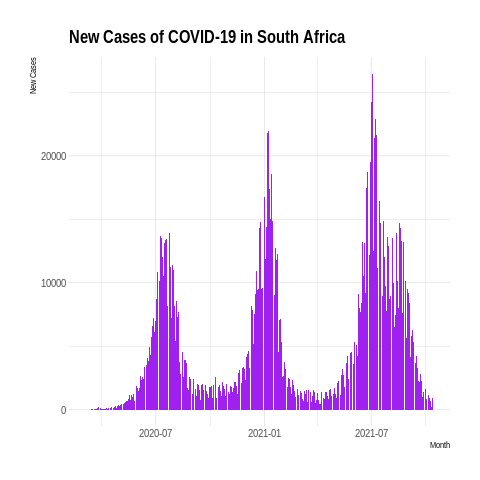 New Cases of COVID-19 in South Africa
New Cases
20000
10000
0
2020-07
2021-01
2021-07
Month